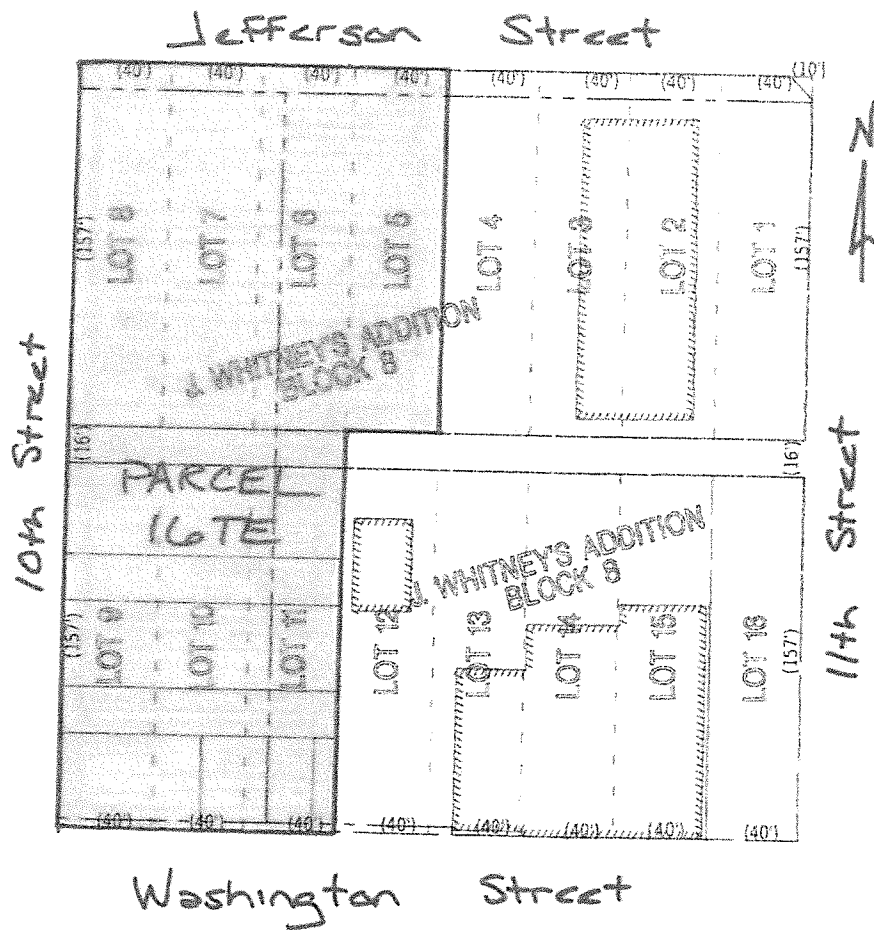 Jefferson Street
(40') (40') (40') (40') (40') (40') (40') (40') (10')
N
(157') LOT 8 LOT 7 LOT 6 LOT 5 LOT 4 LOT 3 LOT 2 LOT 1 (157')
J. WHITNEY'S ADDITION
BLOCK 8
10th Street
11th Street
(16') (16')
PARCEL
16TE
J. WHITNEY'S ADDITION
BLOCK 8
(157') LOT 9 LOT 10 LOT 11 LOT 12 LOT 13 LOT 14 LOT 15 LOT 16 (157')
(40') (40') (40') (40') (40') (40') (40') (40')
Washington Street